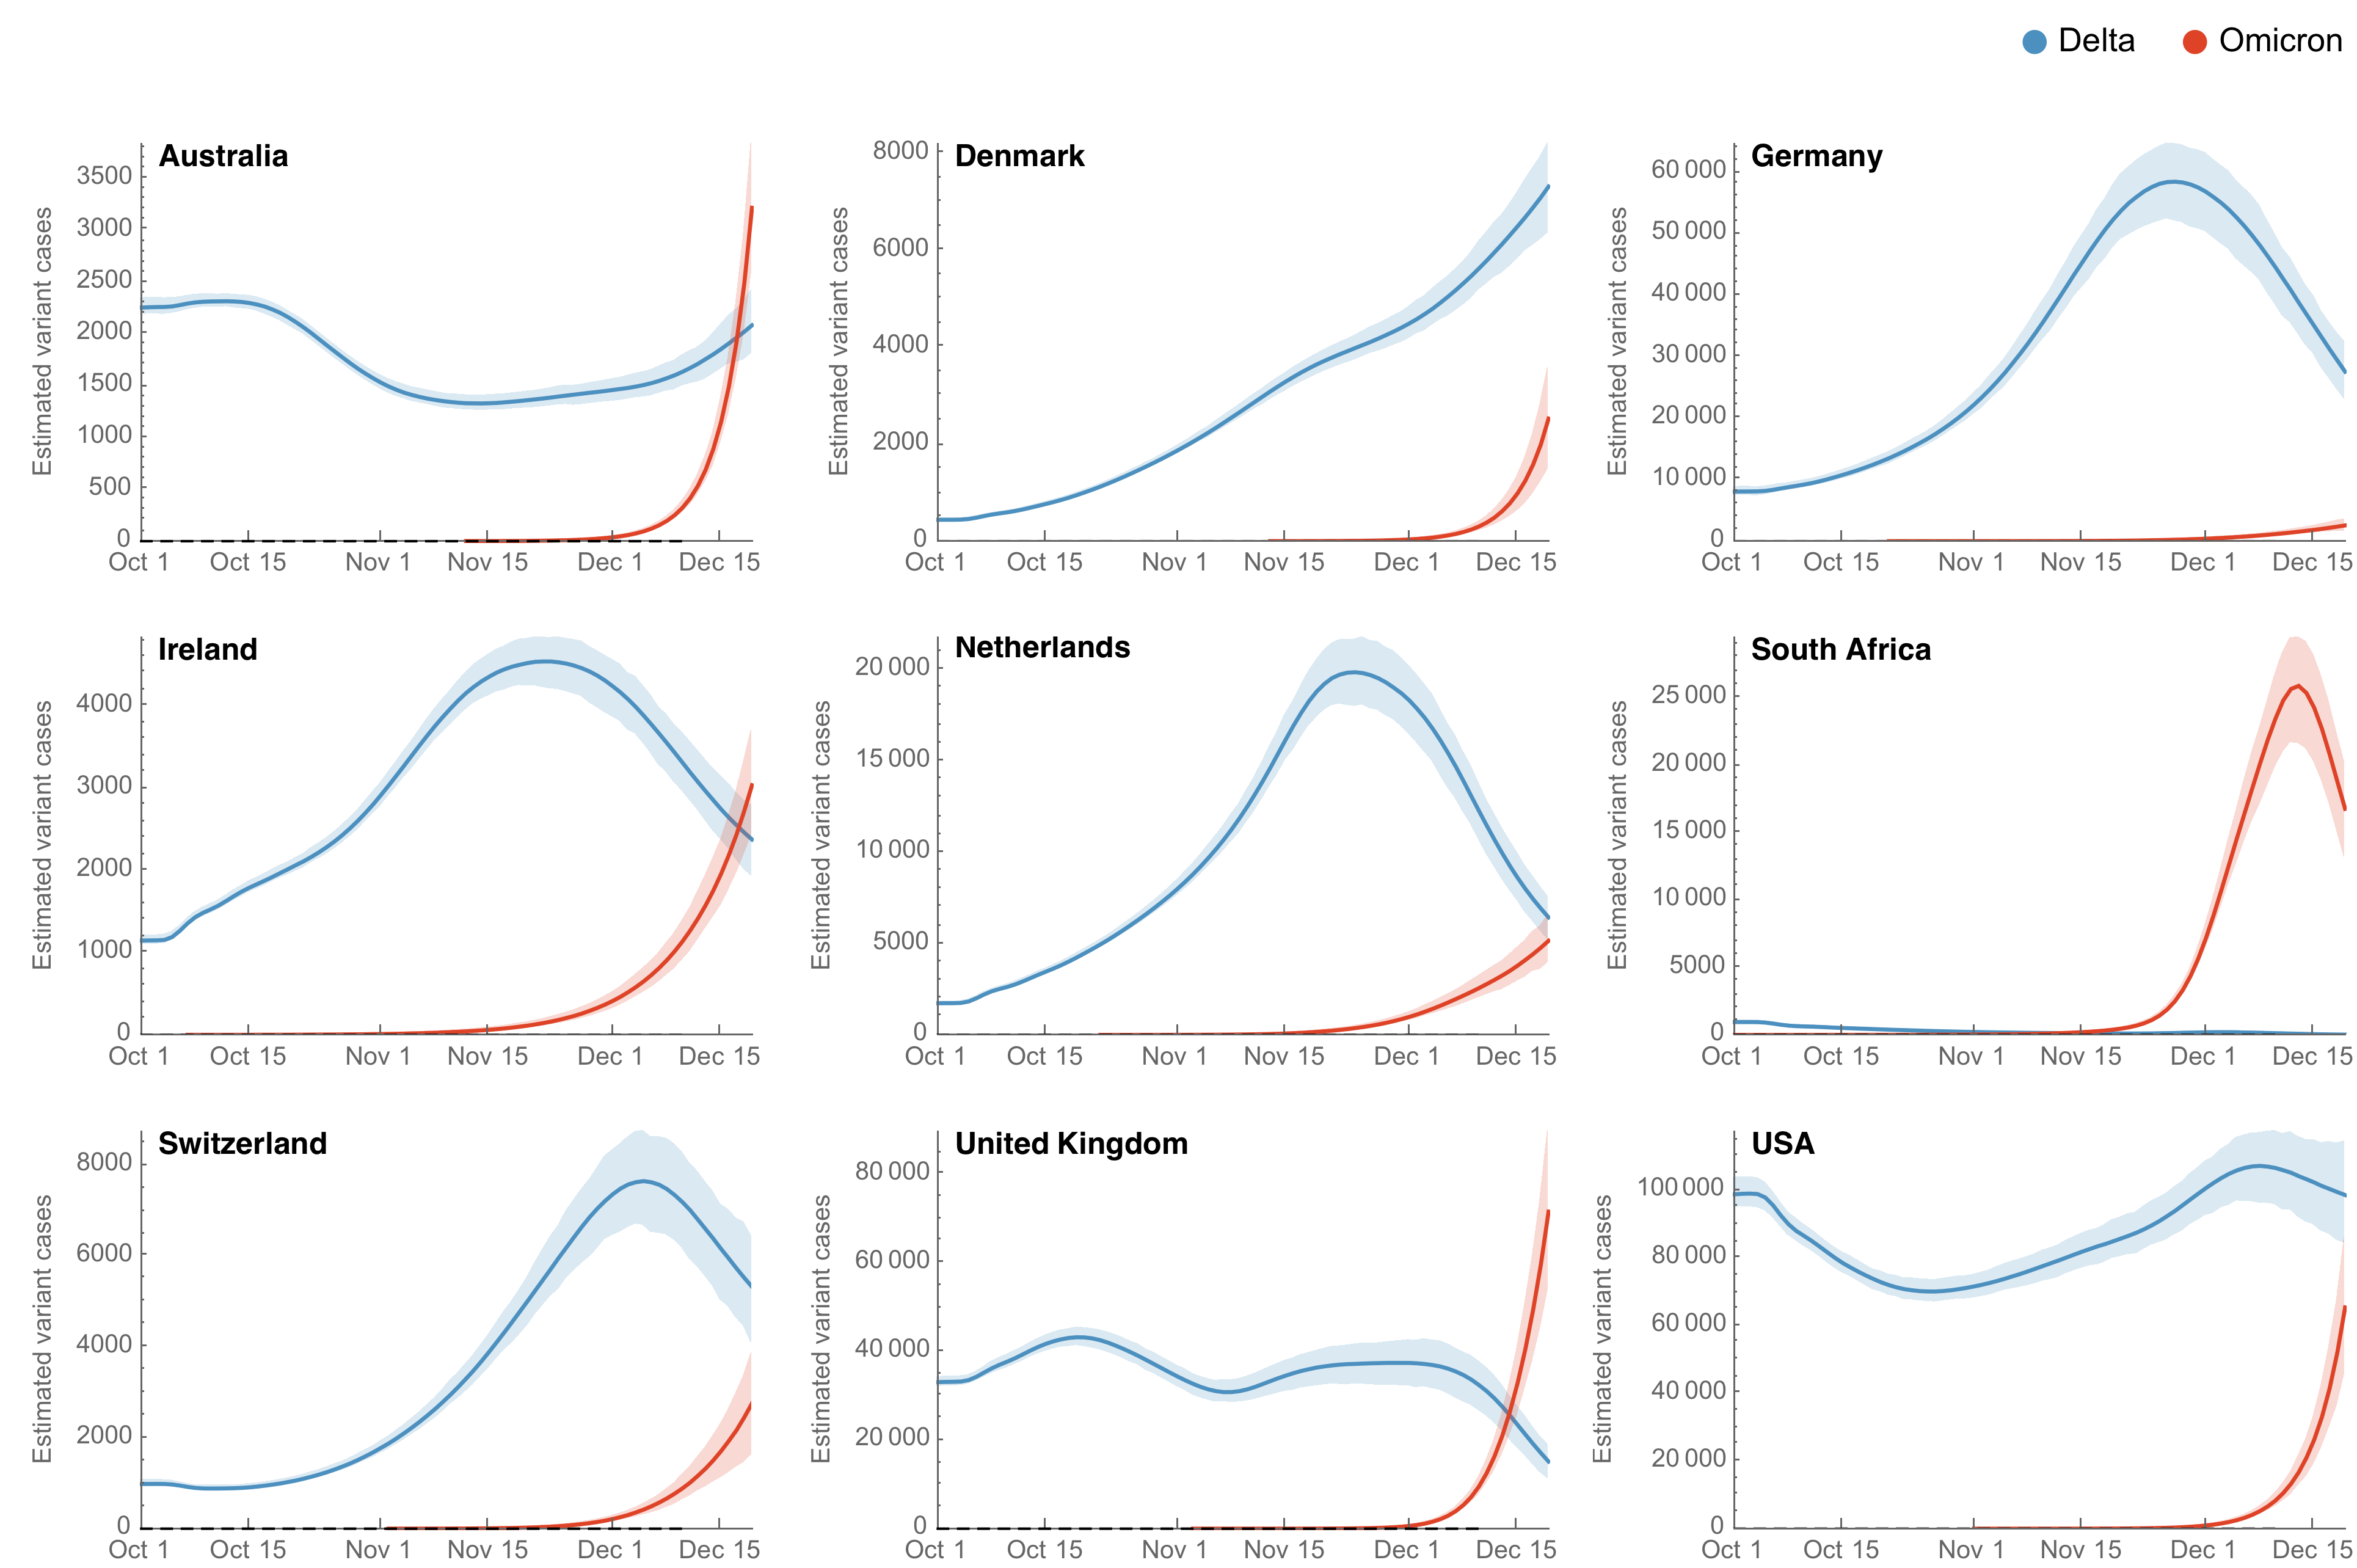 Delta Omicron
Australia
Estimated variant cases
3500
3000
2500
2000
1500
1000
500
0
Oct 1 Oct 15 Nov 1 Nov 15 Dec 1 Dec 15
Denmark
Estimated variant cases
8000
6000
4000
2000
0
Oct 1 Oct 15 Nov 1 Nov 15 Dec 1 Dec 15
Germany
Estimated variant cases
60 000
50 000
40 000
30 000
20 000
10 000
0
Oct 1 Oct 15 Nov 1 Nov 15 Dec 1 Dec 15
Ireland
Estimated variant cases
4000
3000
2000
1000
0
Oct 1 Oct 15 Nov 1 Nov 15 Dec 1 Dec 15
Netherlands
Estimated variant cases
20 000
15 000
10 000
5000
0
Oct 1 Oct 15 Nov 1 Nov 15 Dec 1 Dec 15
South Africa
Estimated variant cases
25 000
20 000
15 000
10 000
5000
0
Oct 1 Oct 15 Nov 1 Nov 15 Dec 1 Dec 15
Switzerland
Estimated variant cases
8000
6000
4000
2000
0
Oct 1 Oct 15 Nov 1 Nov 15 Dec 1 Dec 15
United Kingdom
Estimated variant cases
80 000
60 000
40 000
20 000
0
Oct 1 Oct 15 Nov 1 Nov 15 Dec 1 Dec 15
USA
Estimated variant cases
100 000
80 000
60 000
40 000
20 000
0
Oct 1 Oct 15 Nov 1 Nov 15 Dec 1 Dec 15